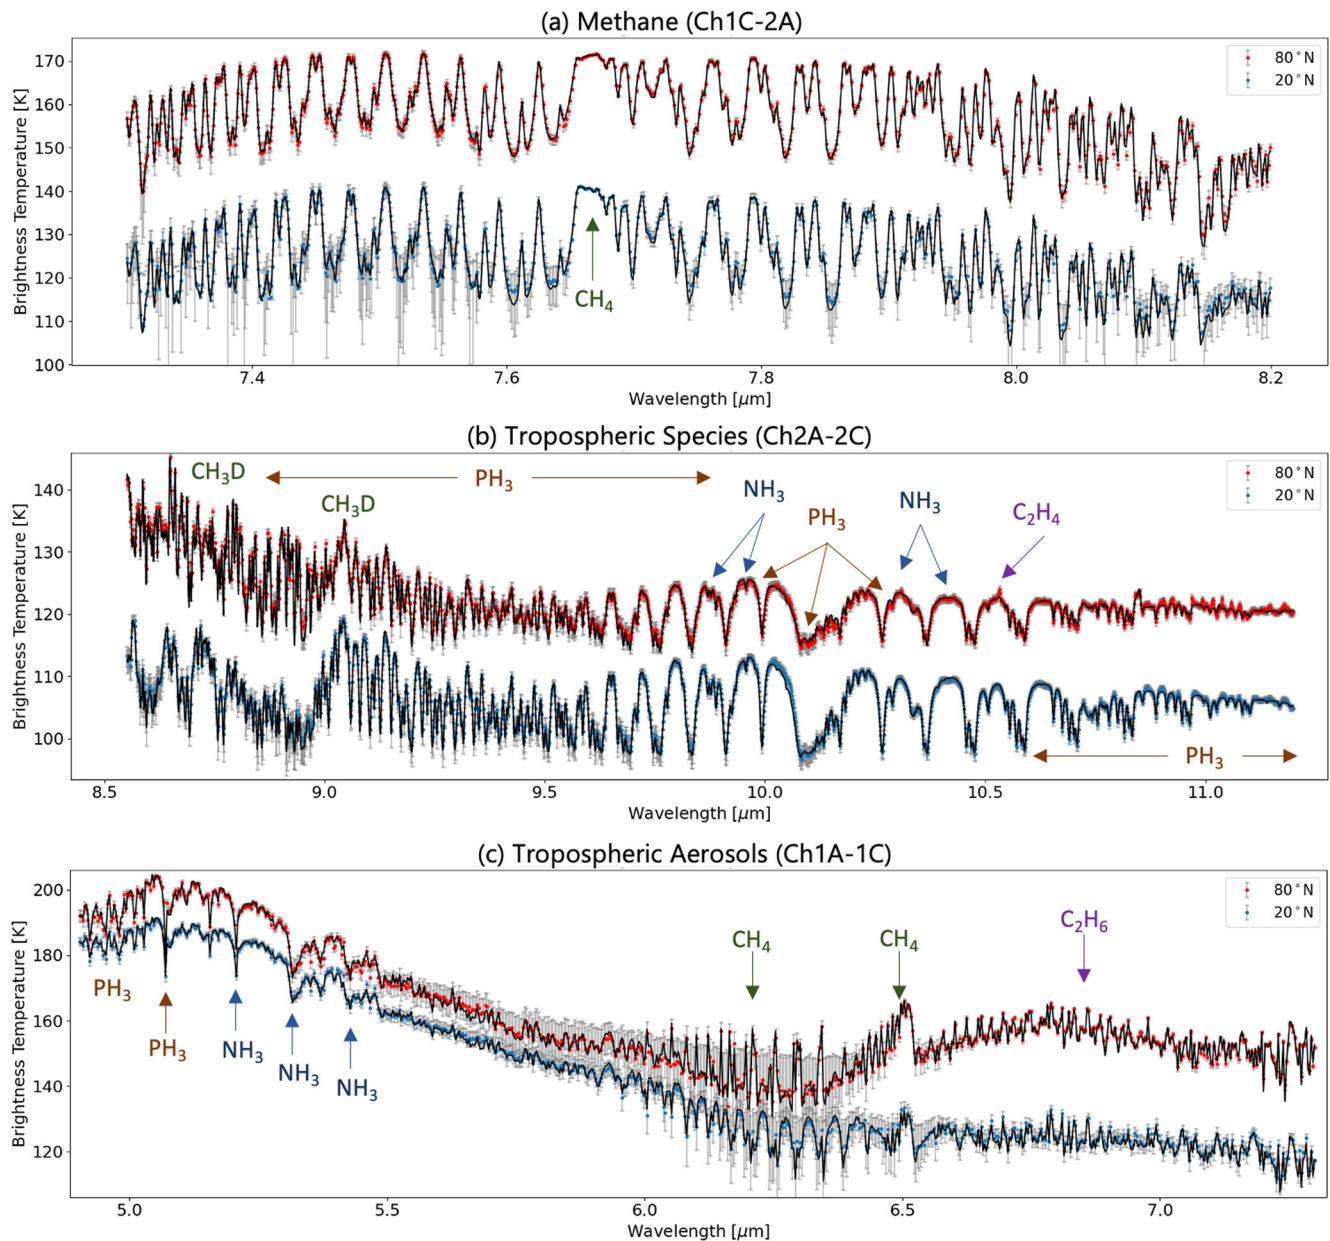 (a) Methane (Ch1C-2A)
Brightness Temperature [K]
170
160
150
140
130
120
110
100
80°N
20°N
CH₄
7.4 7.6 7.8 8.0 8.2
Wavelength [μm]
(b) Tropospheric Species (Ch2A-2C)
Brightness Temperature [K]
140
130
120
110
100
80°N
20°N
CH₃D
PH₃
CH₃D
NH₃
PH₃
NH₃
C₂H₄
PH₃
8.5 9.0 9.5 10.0 10.5 11.0
Wavelength [μm]
(c) Tropospheric Aerosols (Ch1A-1C)
Brightness Temperature [K]
200
180
160
140
120
80°N
20°N
PH₃
PH₃
NH₃
NH₃
NH₃
CH₄
CH₄
C₂H₆
5.0 5.5 6.0 6.5 7.0
Wavelength [μm]